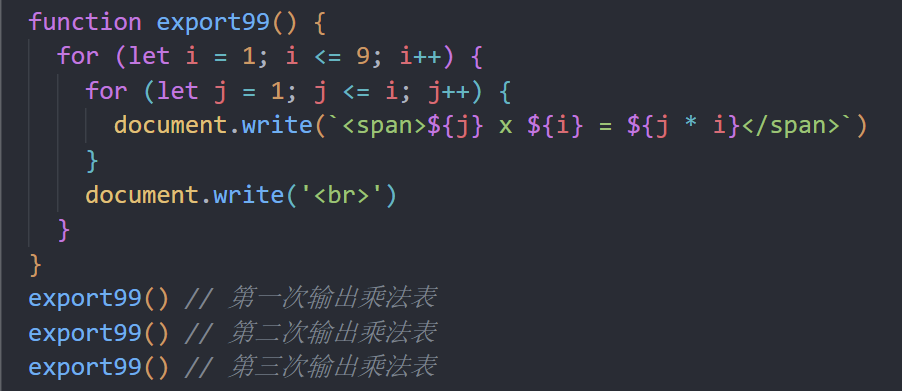 function export99() {
  for (let i = 1; i <= 9; i++) {
    for (let j = 1; j <= i; j++) {
      document.write(`<span>${j} x ${i} = ${j * i}</span>`)
    }
    document.write('<br>')
  }
}
export99() // 第一次输出乘法表
export99() // 第二次输出乘法表
export99() // 第三次输出乘法表